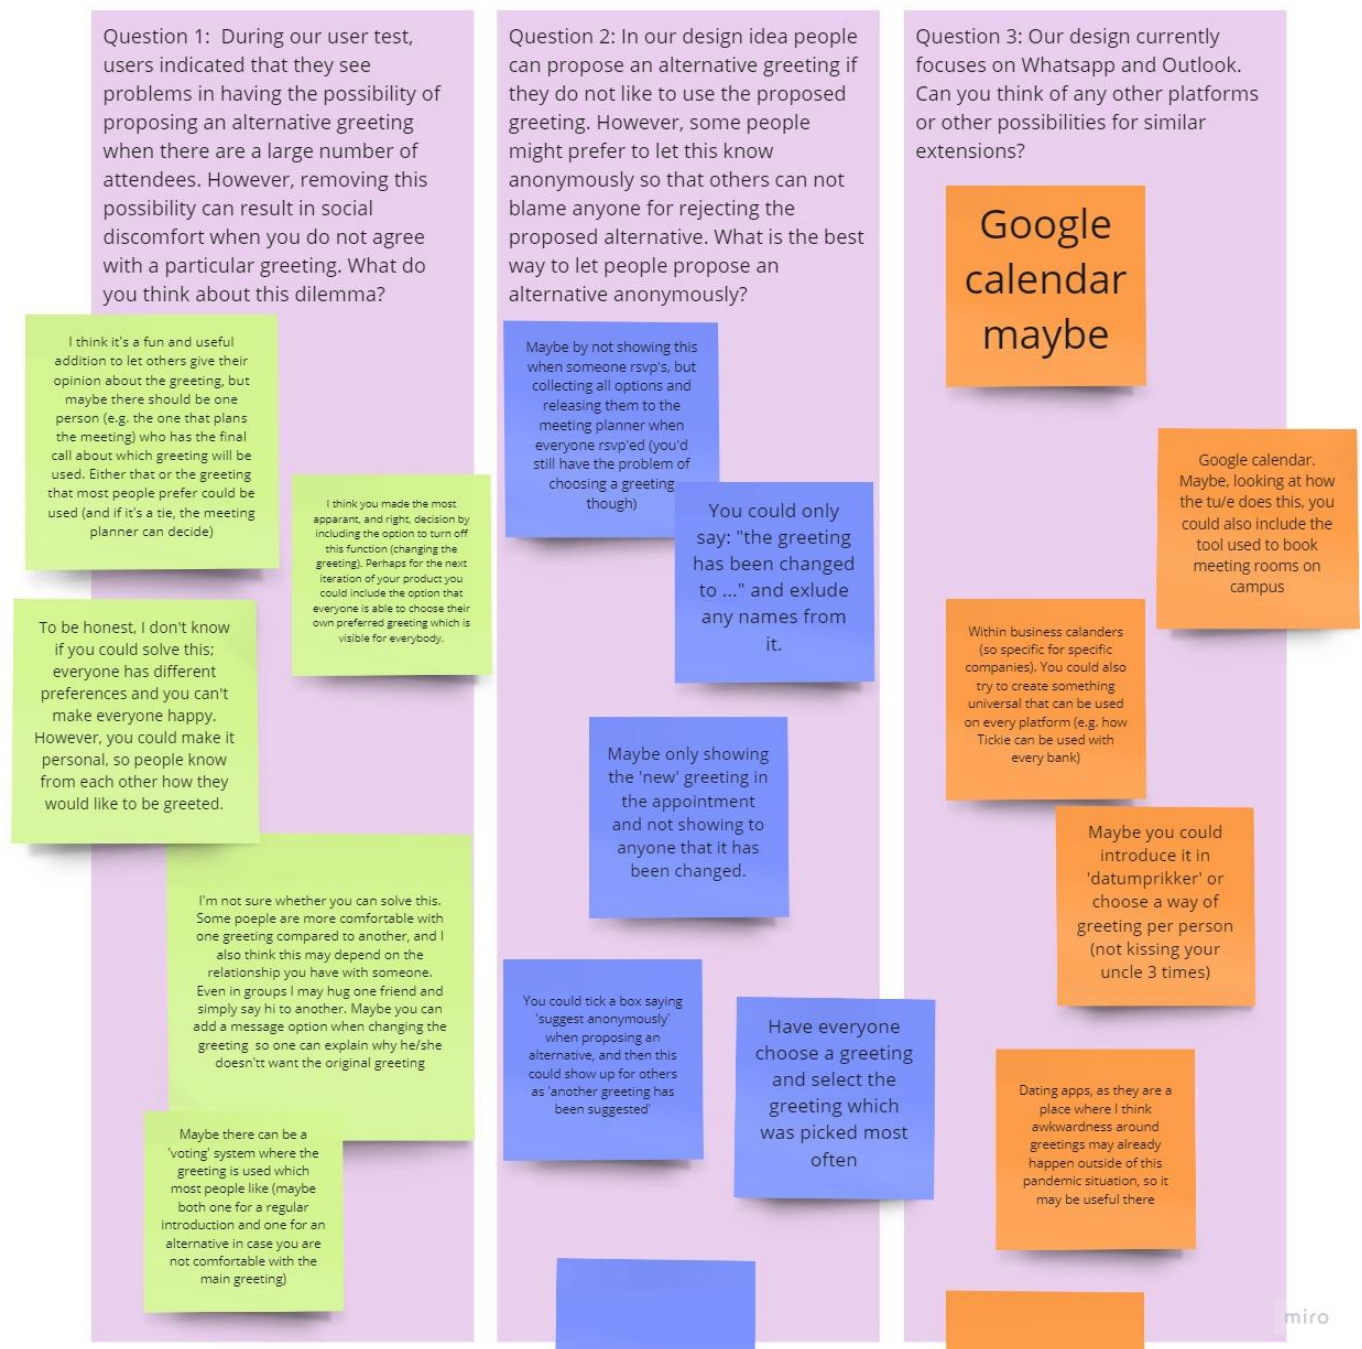 Question 1:  During our user test,
users indicated that they see
problems in having the possibility of
proposing an alternative greeting
when there are a large number of
attendees. However, removing this
possibility can result in social
discomfort when you do not agree
with a particular greeting. What do
you think about this dilemma?
I think it's a fun and useful
addition to let others give their
opinion about the greeting, but
maybe there should be one
person (e.g. the one that plans
the meeting) who has the final
call about which greeting will be
used. Either that or the greeting
that most people prefer could be
used (and if it's a tie, the meeting
planner can decide)
I think you made the most
apparant, and right, decision by
including the option to turn off
this function (changing the
greeting). Perhaps for the next
iteration of your product you
could include the option that
everyone is able to choose their
own preferred greeting which is
visible for everybody.
To be honest, I don't know
if you could solve this;
everyone has different
preferences and you can't
make everyone happy.
However, you could make it
personal, so people know
from each other how they
would like to be greeted.
I'm not sure whether you can solve this.
Some poeple are more comfortable with
one greeting compared to another, and I
also think this may depend on the
relationship you have with someone.
Even in groups I may hug one friend and
simply say hi to another. Maybe you can
add a message option when changing the
greeting  so one can explain why he/she
doesn'tt want the original greeting
Maybe there can be a
'voting' system where the
greeting is used which
most people like (maybe
both one for a regular
introduction and one for an
alternative in case you are
not comfortable with the
main greeting)
Question 2: In our design idea people
can propose an alternative greeting if
they do not like to use the proposed
greeting. However, some people
might prefer to let this know
anonymously so that others can not
blame anyone for rejecting the
proposed alternative. What is the best
way to let people propose an
alternative anonymously?
Maybe by not showing this
when someone rsvp's, but
collecting all options and
releasing them to the
meeting planner when
everyone rsvp'ed (you'd
still have the problem of
choosing a greeting
though)
You could only
say: "the greeting
has been changed
to ..." and exlude
any names from
it.
Maybe only showing
the 'new' greeting in
the appointment
and not showing to
anyone that it has
been changed.
You could tick a box saying
'suggest anonymously'
when proposing an
alternative, and then this
could show up for others
as 'another greeting has
been suggested'
Have everyone
choose a greeting
and select the
greeting which
was picked most
often
Question 3: Our design currently
focuses on Whatsapp and Outlook.
Can you think of any other platforms
or other possibilities for similar
extensions?
Google
calendar
maybe
Google calendar.
Maybe, looking at how
the tu/e does this, you
could also include the
tool used to book
meeting rooms on
campus
Within business calanders
(so specific for specific
companies). You could also
try to create something
universal that can be used
on every platform (e.g. how
Tickie can be used with
every bank)
Maybe you could
introduce it in
'datumprikker' or
choose a way of
greeting per person
(not kissing your
uncle 3 times)
Dating apps, as they are a
place where I think
awkwardness around
greetings may already
happen outside of this
pandemic situation, so it
may be useful there
miro